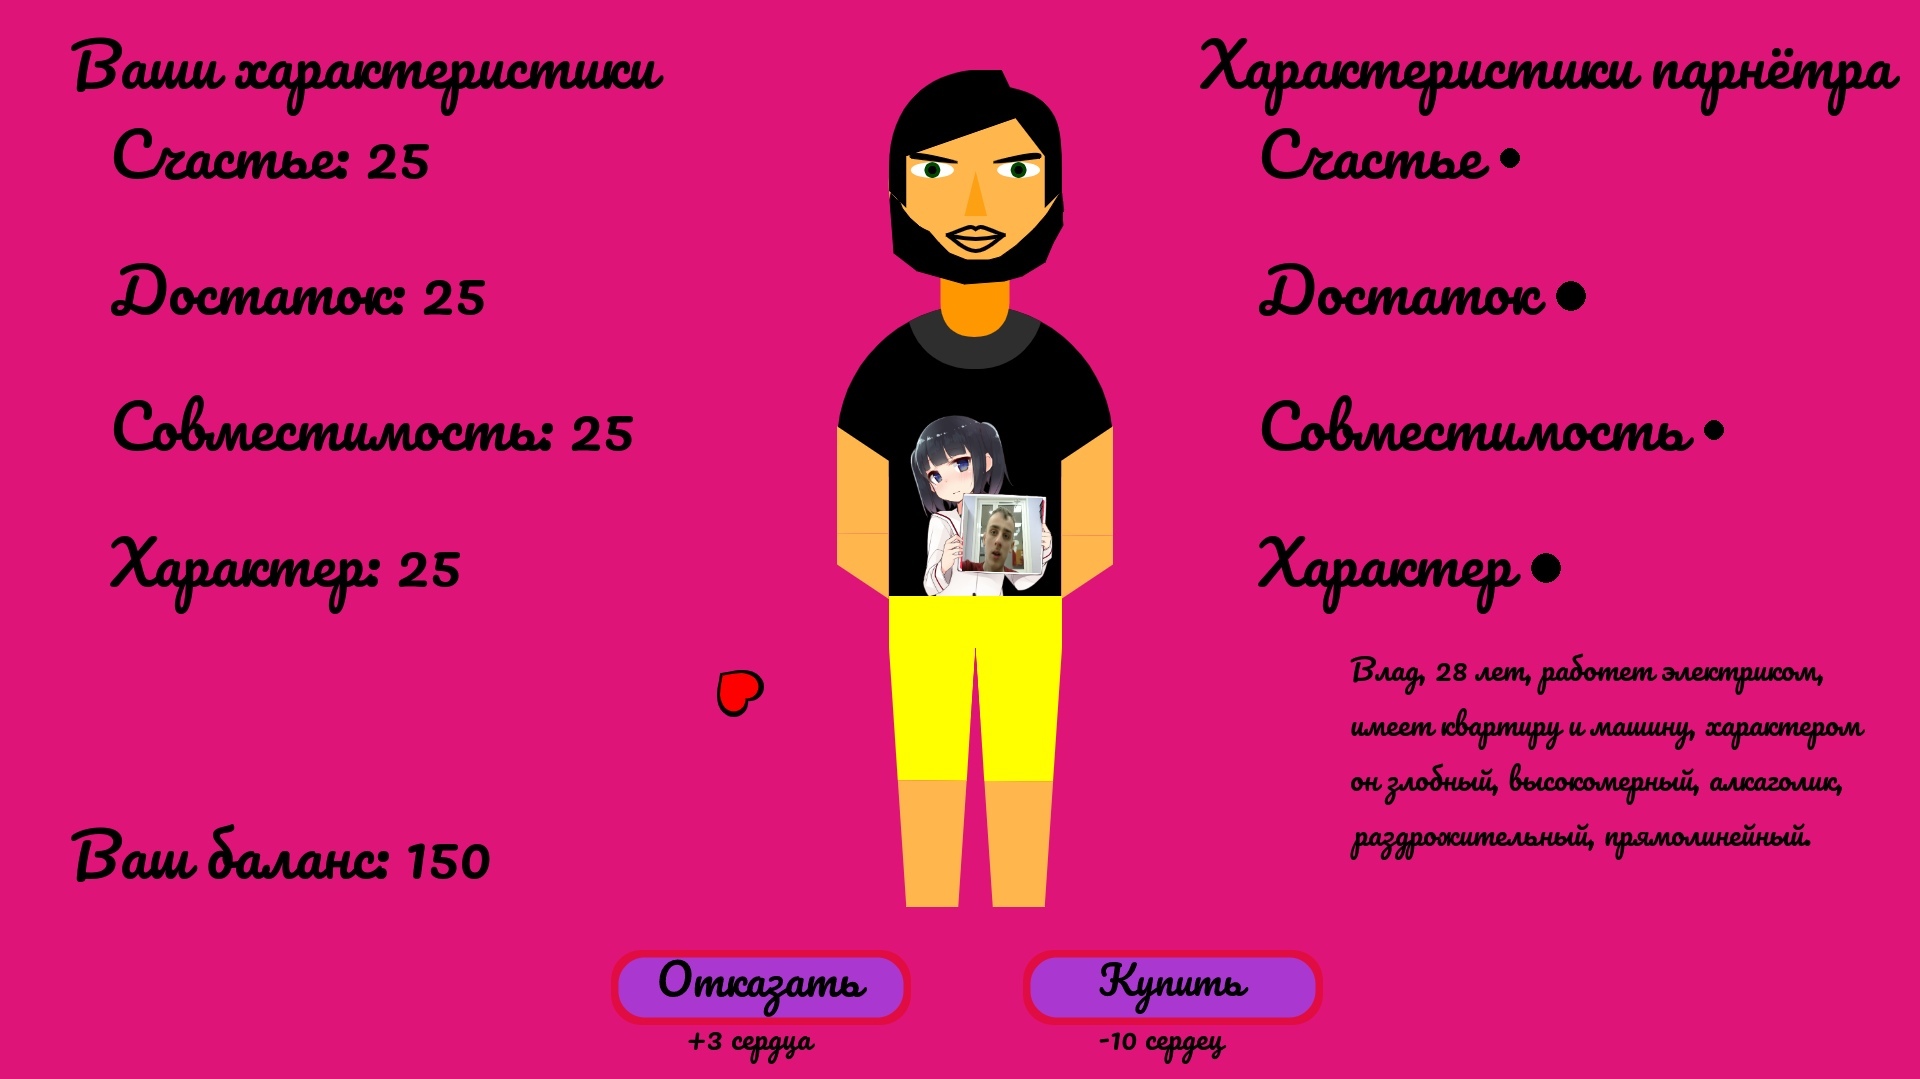 Ваши характеристики
Счастье: 25
Достаток: 25
Совместимость: 25
Характер: 25
Ваш баланс: 150
Характеристики парнётра
Счастье
Достаток
Совместимость
Характер
Влад, 28 лет, работет электриком,
имеет квартиру и машину, характером
он злобный, высокомерный, алкаголик,
раздрожительный, прямолинейный.
Отказать
+3 сердца
Купить
-10 сердец